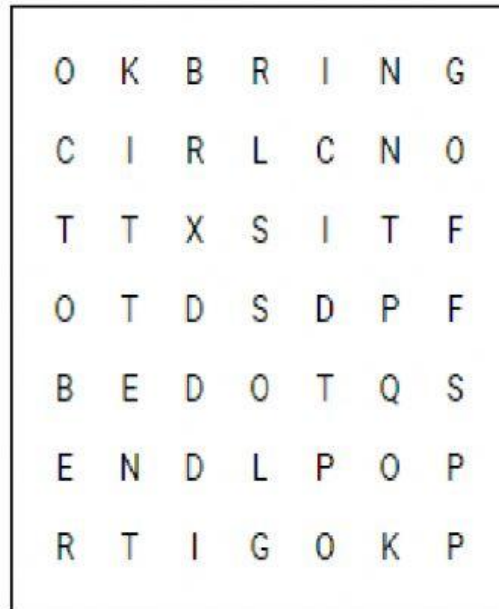 O K B R I N G
C I R L C N O
T T X S I T F
O T D S D P F
B E D O T Q S
E N D L P O P
R T I G O K P